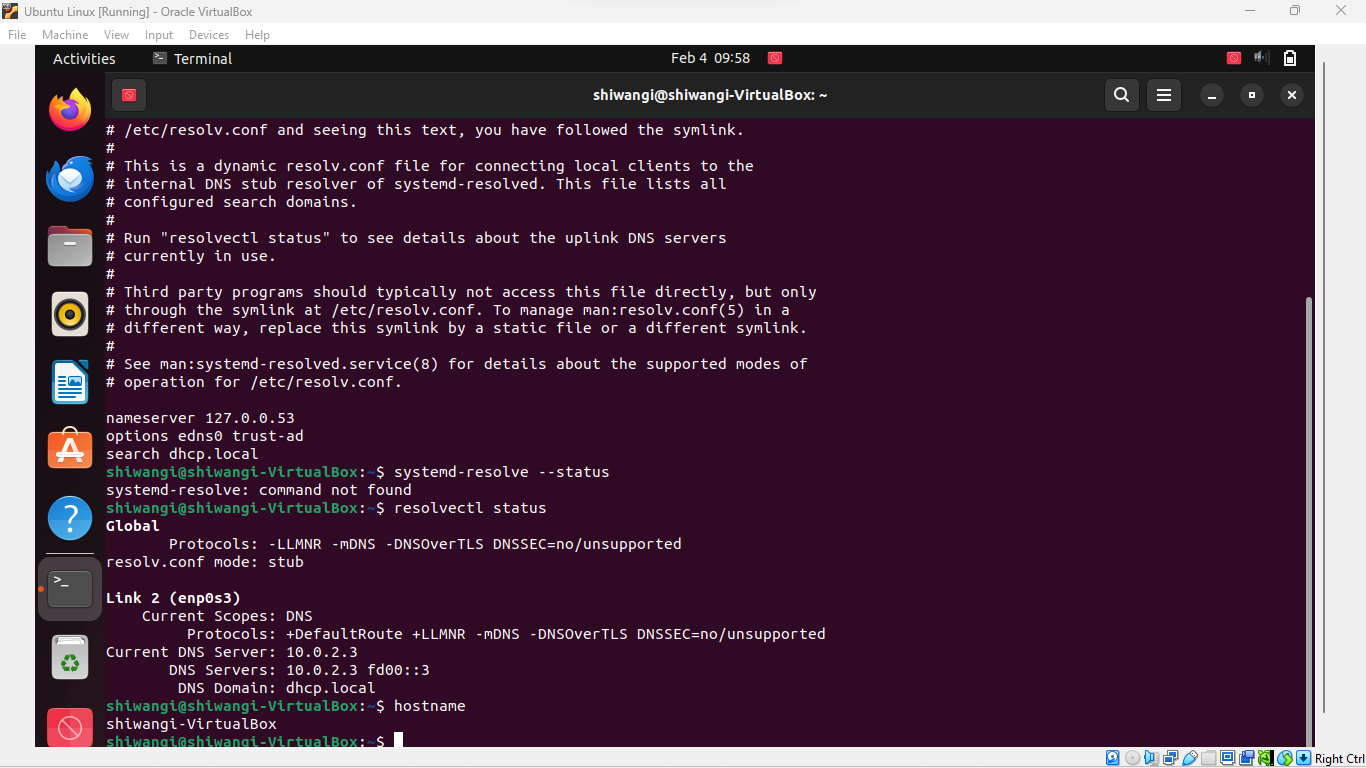 Ubuntu Linux [Running] - Oracle VirtualBox
File Machine View Input Devices Help
Activities Terminal Feb 4 09:58
shiwangi@shiwangi-VirtualBox: ~
# /etc/resolv.conf and seeing this text, you have followed the symlink.
#
# This is a dynamic resolv.conf file for connecting local clients to the
# internal DNS stub resolver of systemd-resolved. This file lists all
# configured search domains.
#
# Run "resolvectl status" to see details about the uplink DNS servers
# currently in use.
#
# Third party programs should typically not access this file directly, but only
# through the symlink at /etc/resolv.conf. To manage man:resolv.conf(5) in a
# different way, replace this symlink by a static file or a different symlink.
#
# See man:systemd-resolved.service(8) for details about the supported modes of
# operation for /etc/resolv.conf.
nameserver 127.0.0.53
options edns0 trust-ad
search dhcp.local
shiwangi@shiwangi-VirtualBox:~$ systemd-resolve --status
systemd-resolve: command not found
shiwangi@shiwangi-VirtualBox:~$ resolvectl status
Global
Protocols: -LLMNR -mDNS -DNSOverTLS DNSSEC=no/unsupported
resolv.conf mode: stub
Link 2 (enp0s3)
Current Scopes: DNS
Protocols: +DefaultRoute +LLMNR -mDNS -DNSOverTLS DNSSEC=no/unsupported
Current DNS Server: 10.0.2.3
DNS Servers: 10.0.2.3 fd00::3
DNS Domain: dhcp.local
shiwangi@shiwangi-VirtualBox:~$ hostname
shiwangi-VirtualBox
shiwangi@shiwangi-VirtualBox:~$
Right Ctrl